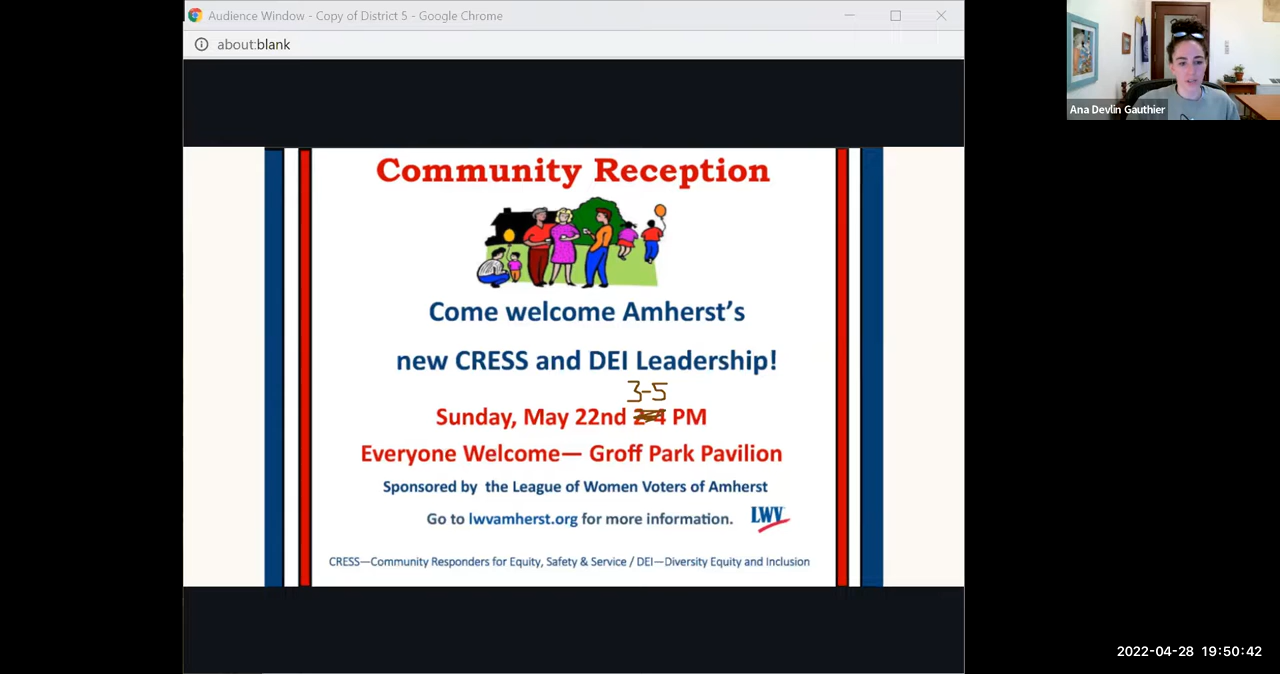 Audience Window - Copy of District 5 - Google Chrome
about:blank
Ana Devlin Gauthier
Community Reception
Come welcome Amherst's
new CRESS and DEI Leadership!
3-5
Sunday, May 22nd 2-4 PM
Everyone Welcome— Groff Park Pavilion
Sponsored by the League of Women Voters of Amherst
Go to lwvamherst.org for more information. LWV
CRESS—Community Responders for Equity, Safety & Service / DEI—Diversity Equity and Inclusion
2022-04-28 19:50:42